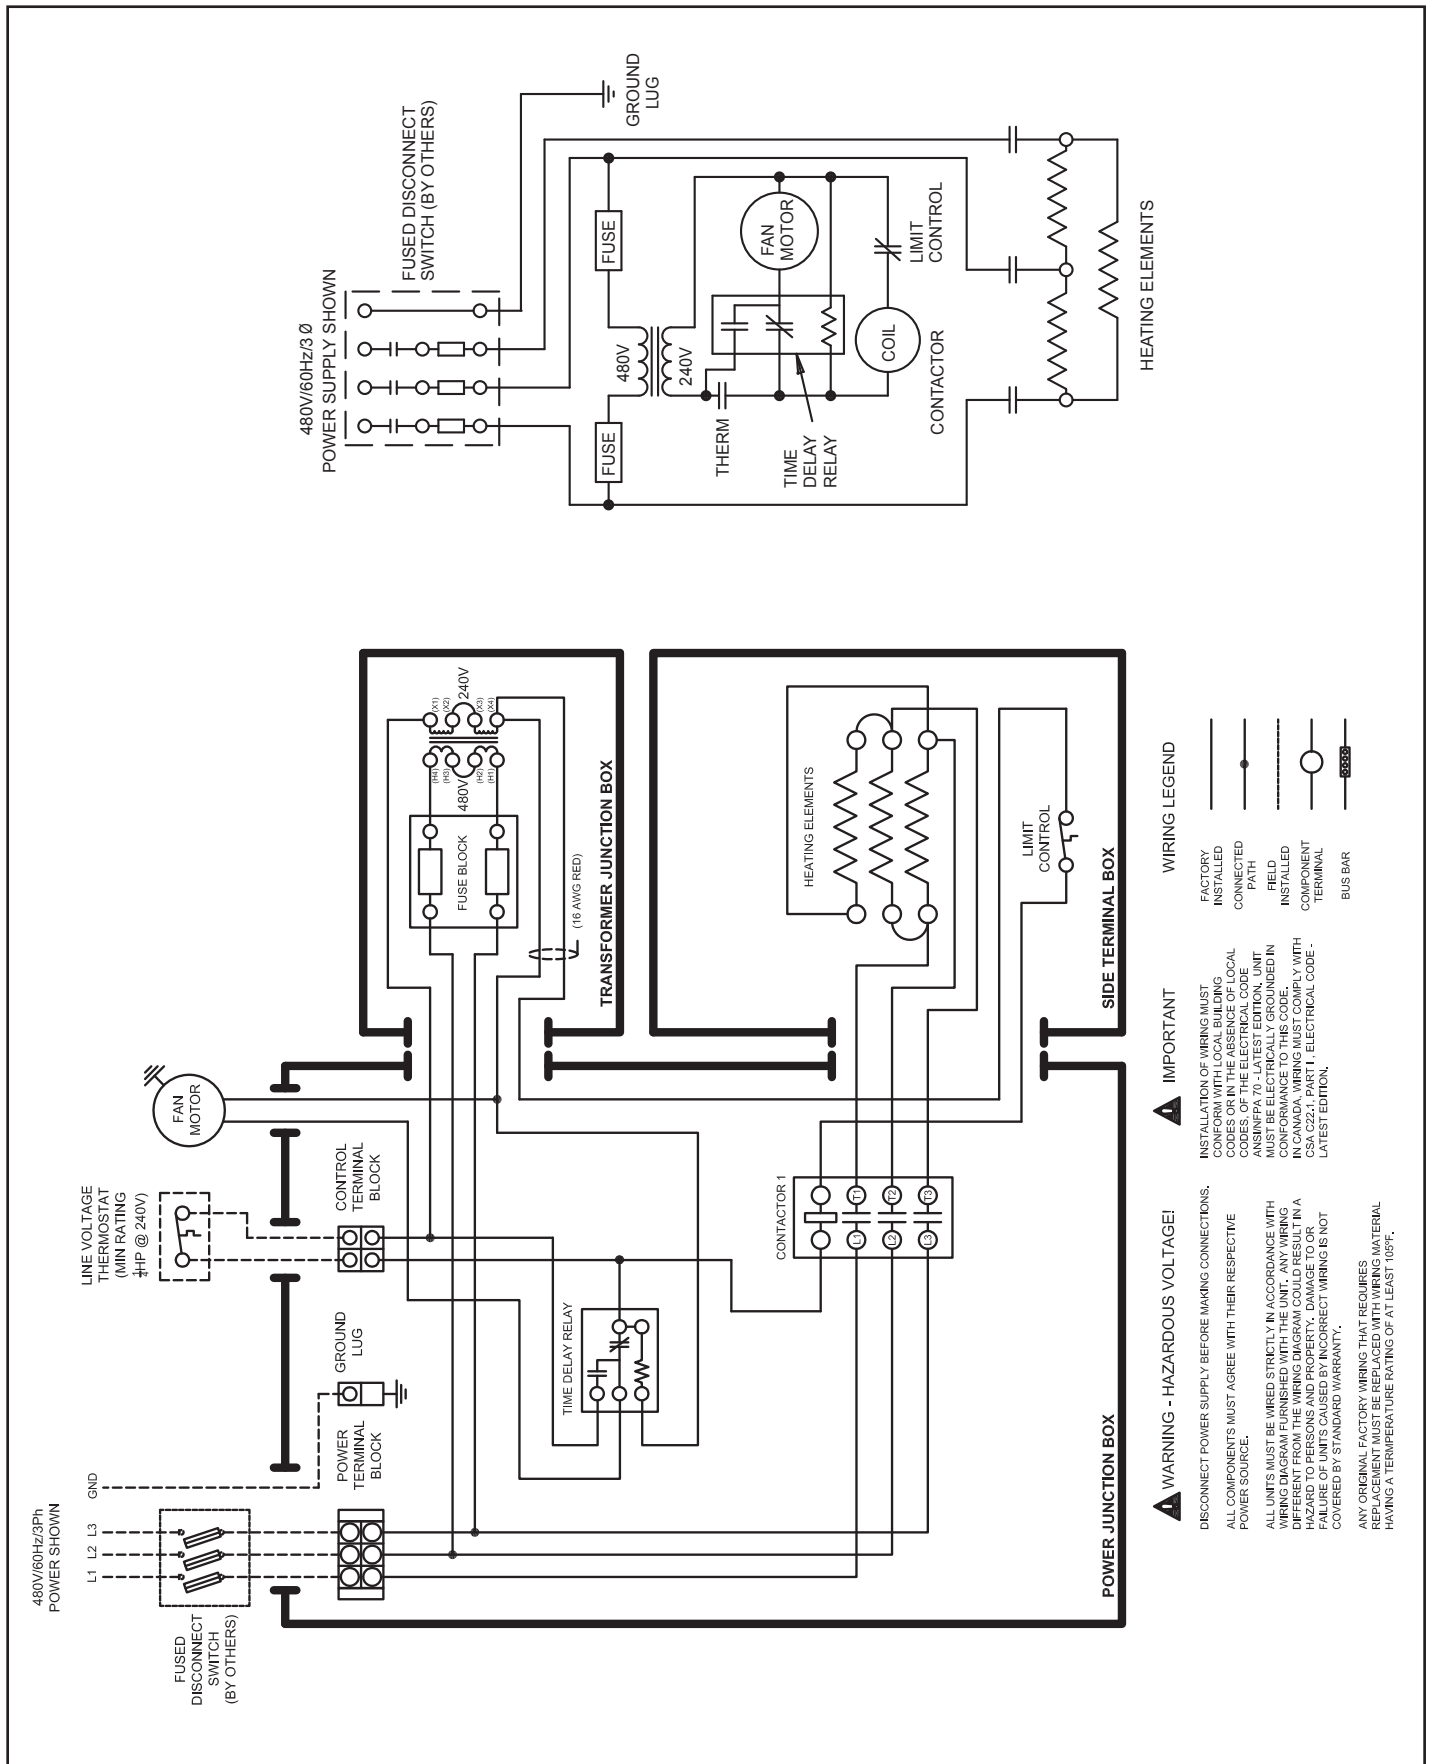 480V/60Hz/3 Ø
POWER SUPPLY SHOWN
FUSED DISCONNECT
SWITCH (BY OTHERS)
GROUND
LUG
FUSE
FUSE
480V
240V
THERM
TIME
DELAY
RELAY
FAN
MOTOR
COIL
CONTACTOR
LIMIT
CONTROL
HEATING ELEMENTS
480V/60Hz/3Ph
POWER SHOWN
L1
L2
L3
GND
FUSED
DISCONNECT
SWITCH
(BY OTHERS)
LINE VOLTAGE
THERMOSTAT
(MIN RATING
¼HP @ 240V)
FAN
MOTOR
POWER
TERMINAL
BLOCK
GROUND
LUG
CONTROL
TERMINAL
BLOCK
TIME DELAY RELAY
FUSE BLOCK
480V
(H4)
(H3)
(H2)
(H1)
240V
(X1)
(X2)
(X3)
(X4)
(16 AWG RED)
TRANSFORMER JUNCTION BOX
CONTACTOR 1
L1
L2
L3
T1
T2
T3
HEATING ELEMENTS
LIMIT
CONTROL
POWER JUNCTION BOX
SIDE TERMINAL BOX
WARNING - HAZARDOUS VOLTAGE!
DISCONNECT POWER SUPPLY BEFORE MAKING CONNECTIONS.
ALL COMPONENTS MUST AGREE WITH THEIR RESPECTIVE
POWER SOURCE.
ALL UNITS MUST BE WIRED STRICTLY IN ACCORDANCE WITH
WIRING DIAGRAM FURNISHED WITH THE UNIT. ANY WIRING
DIFFERENT FROM THE WIRING DIAGRAM COULD RESULT IN A
HAZARD TO PERSONS AND PROPERTY. DAMAGE TO OR
FAILURE OF UNITS CAUSED BY INCORRECT WIRING IS NOT
COVERED BY STANDARD WARRANTY.
ANY ORIGINAL FACTORY WIRING THAT REQUIRES
REPLACEMENT MUST BE REPLACED WITH WIRING MATERIAL
HAVING A TERMPERATURE RATING OF AT LEAST 105ºF.
IMPORTANT
INSTALLATION OF WIRING MUST
CONFORM WITH LOCAL BUILDING
CODES OR IN THE ABSENCE OF LOCAL
CODES, OF THE ELECTRICAL CODE
ANSI/NFPA 70 - LATEST EDITION. UNIT
MUST BE ELECTRICALLY GROUNDED IN
CONFORMANCE TO THIS CODE.
IN CANADA, WIRING MUST COMPLY WITH
CSA C22.1, PART I , ELECTRICAL CODE -
LATEST EDITION.
WIRING LEGEND
FACTORY
INSTALLED
CONNECTED
PATH
FIELD
INSTALLED
COMPONENT
TERMINAL
BUS BAR